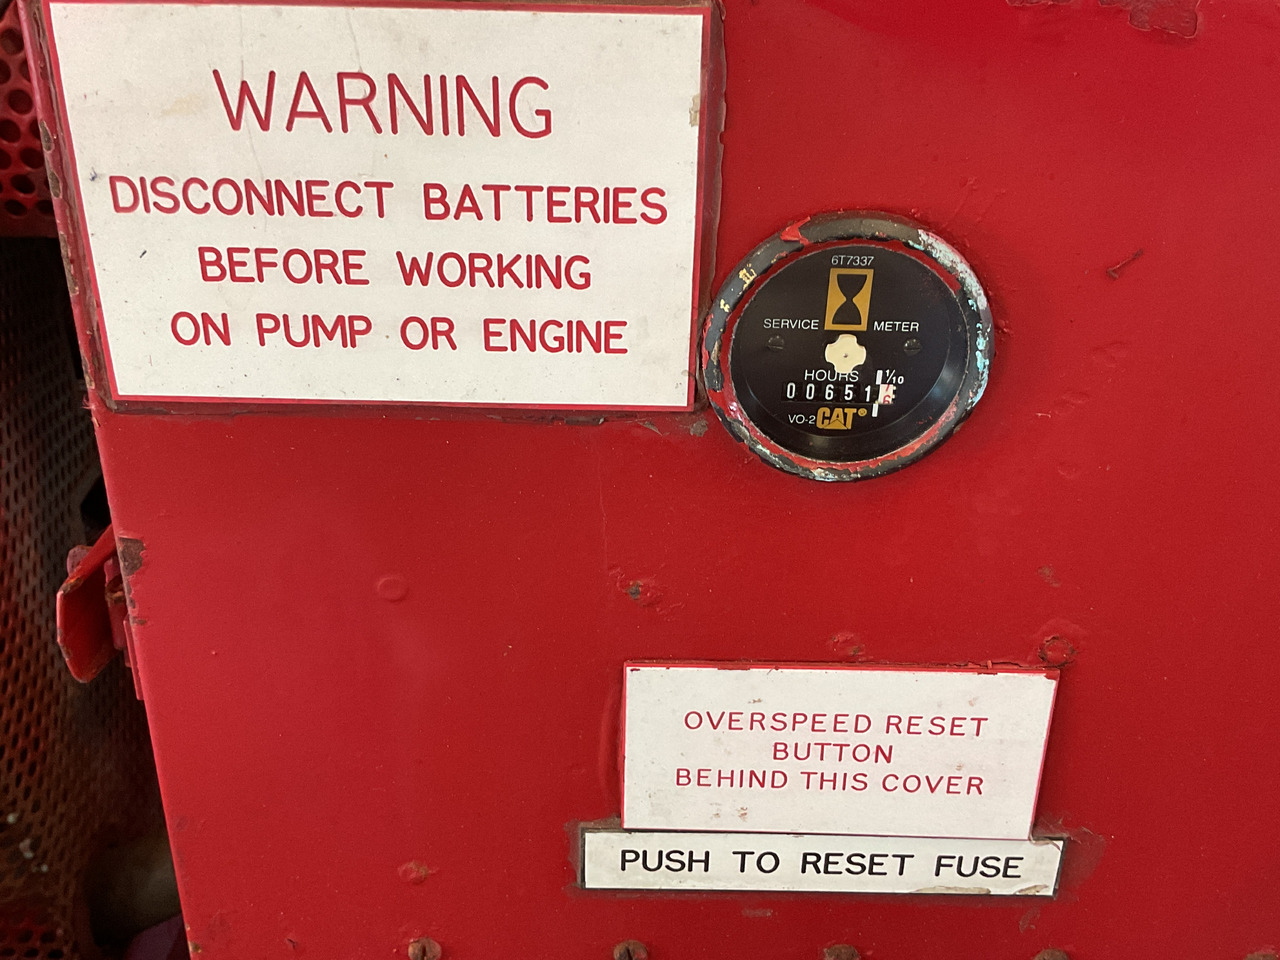 WARNING
DISCONNECT BATTERIES
BEFORE WORKING
ON PUMP OR ENGINE
6T7337
SERVICE METER
HOURS 1/10
00651
VO-2 CAT®
OVERSPEED RESET
BUTTON
BEHIND THIS COVER
PUSH TO RESET FUSE